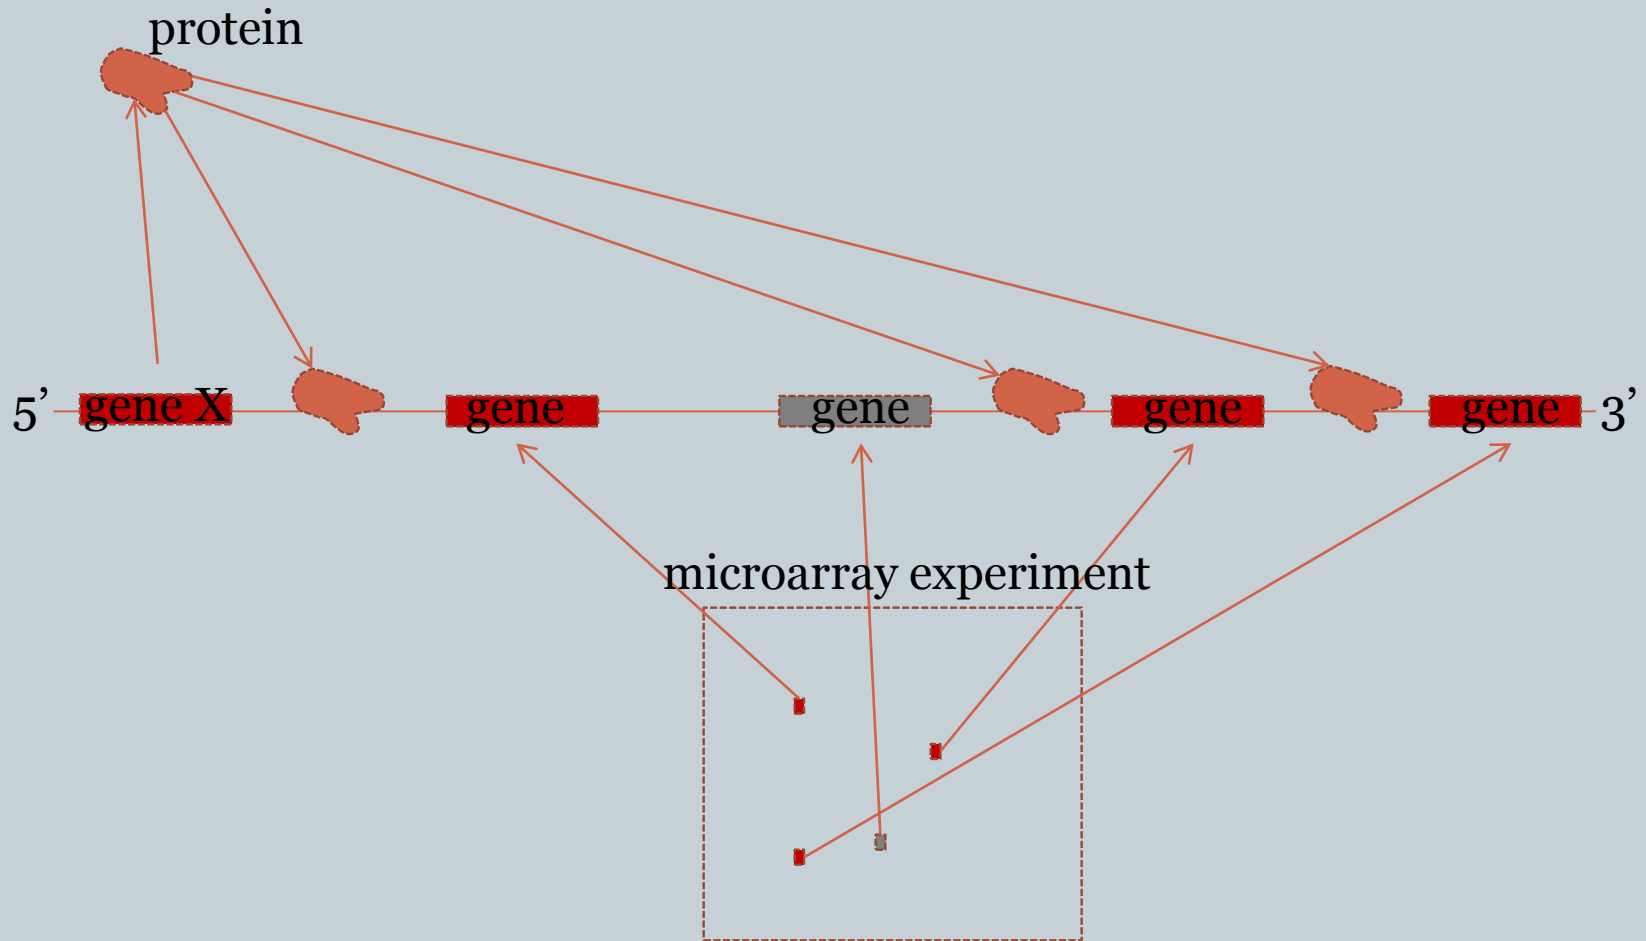 protein
5’ gene X gene gene gene gene 3’
microarray experiment